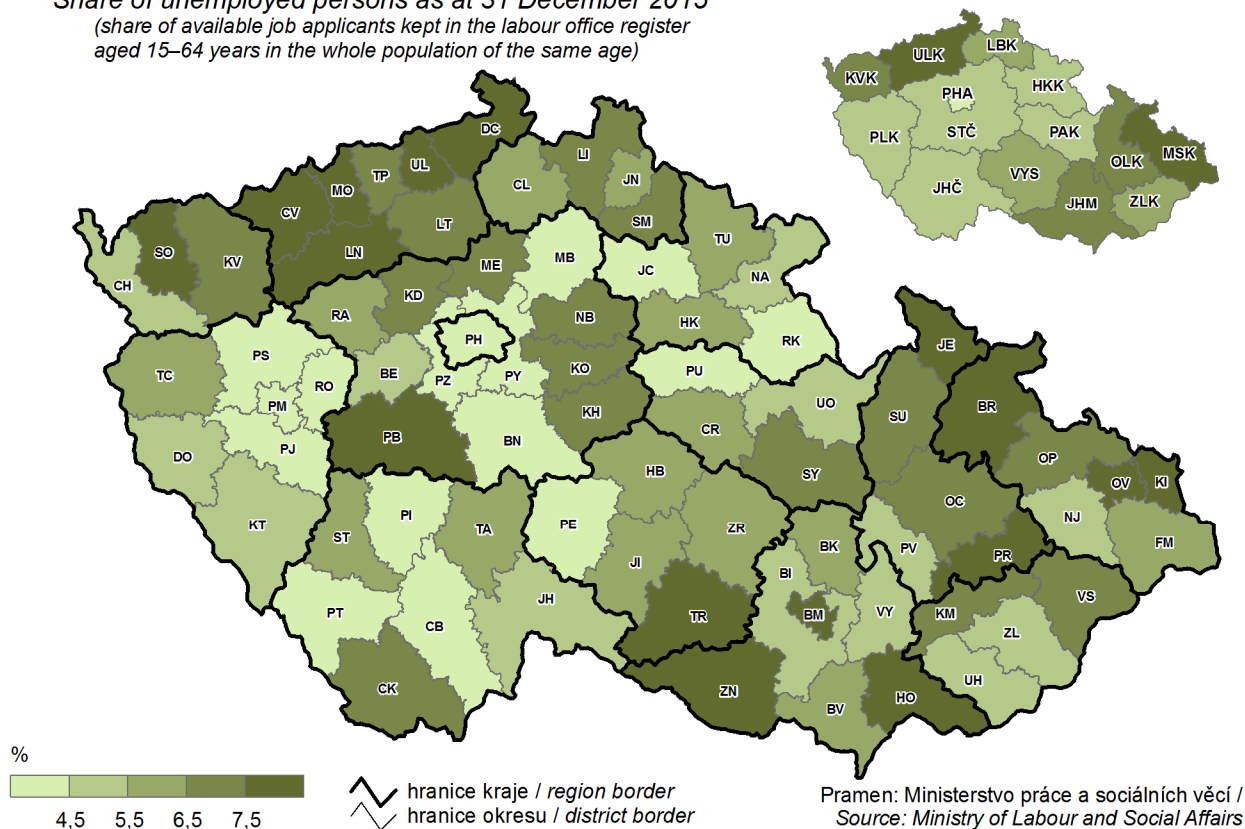 Share of unemployed persons as at 31 December 2015
(share of available job applicants kept in the labour office register
aged 15–64 years in the whole population of the same age)
LBK
ULK
KVK
HKK
PHA
STČ
PAK
PLK
MSK
OLK
VYS
JHČ
JHM
ZLK
DC
UL
LI
TP
JN
MO
CL
CV
LT
SM
TU
SO
LN
KV
ME
MB
JC
NA
CH
KD
RA
NB
HK
PH
RK
JE
PS
KO
TC
BE
PZ
PY
PU
RO
PM
KH
UO
BR
SU
CR
PB
BN
PJ
DO
OP
HB
SY
OV
KI
OC
PI
NJ
KT
PE
TA
ZR
ST
FM
BK
PV
PR
JI
BI
VS
JH
PT
CB
TR
BM
VY
KM
ZL
UH
CK
ZN
HO
BV
%
4,5 5,5 6,5 7,5
hranice kraje / region border
hranice okresu / district border
Pramen: Ministerstvo práce a sociálních věcí /
Source: Ministry of Labour and Social Affairs